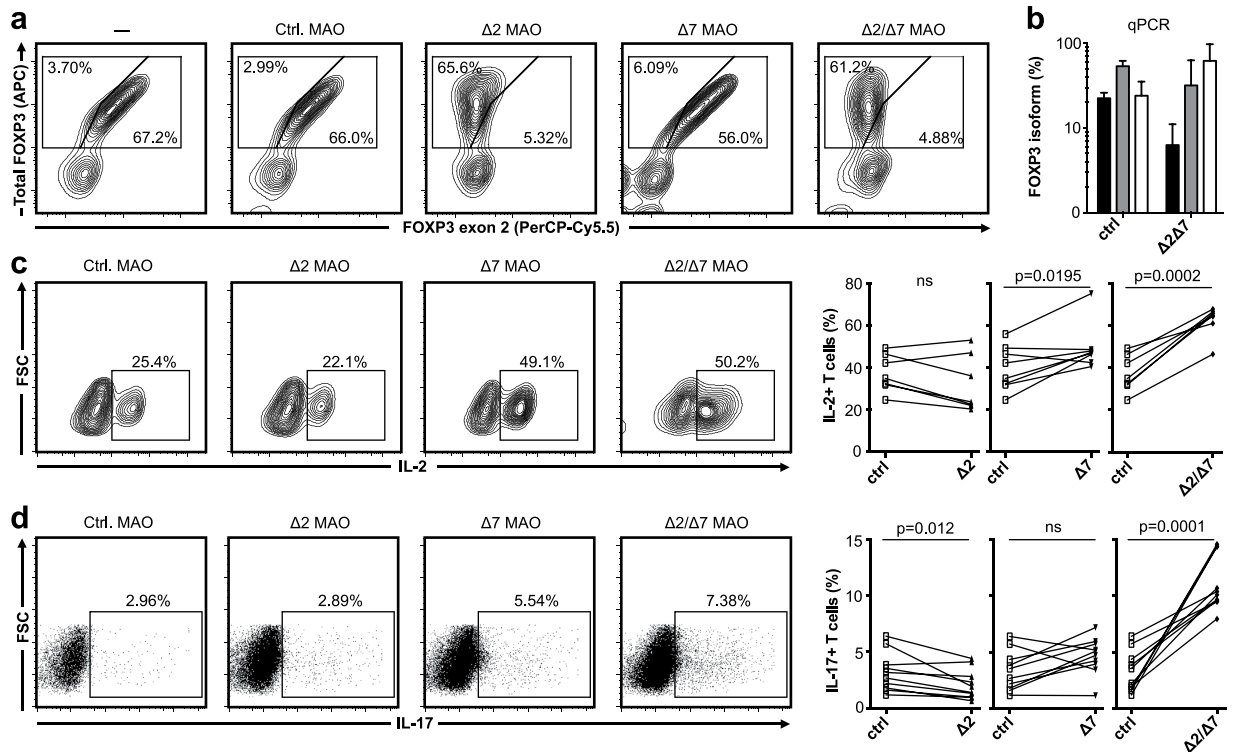 a
b
— Ctrl. MAO Δ2 MAO Δ7 MAO Δ2/Δ7 MAO
qPCR
Total FOXP3 (APC)
3.70% 2.99% 65.6% 6.09% 61.2%
67.2% 66.0% 5.32% 56.0% 4.88%
FOXP3 exon 2 (PerCP-Cy5.5)
FOXP3 isoform (%)
100
10
0
ctrl Δ2Δ7
c
Ctrl. MAO Δ2 MAO Δ7 MAO Δ2/Δ7 MAO
FSC
25.4% 22.1% 49.1% 50.2%
IL-2
IL-2+ T cells (%)
80
60
40
20
0
ns p=0.0195 p=0.0002
ctrl Δ2 ctrl Δ7 ctrl Δ2/Δ7
d
Ctrl. MAO Δ2 MAO Δ7 MAO Δ2/Δ7 MAO
FSC
2.96% 2.89% 5.54% 7.38%
IL-17
IL-17+ T cells (%)
15
10
5
0
p=0.012 ns p=0.0001
ctrl Δ2 ctrl Δ7 ctrl Δ2/Δ7